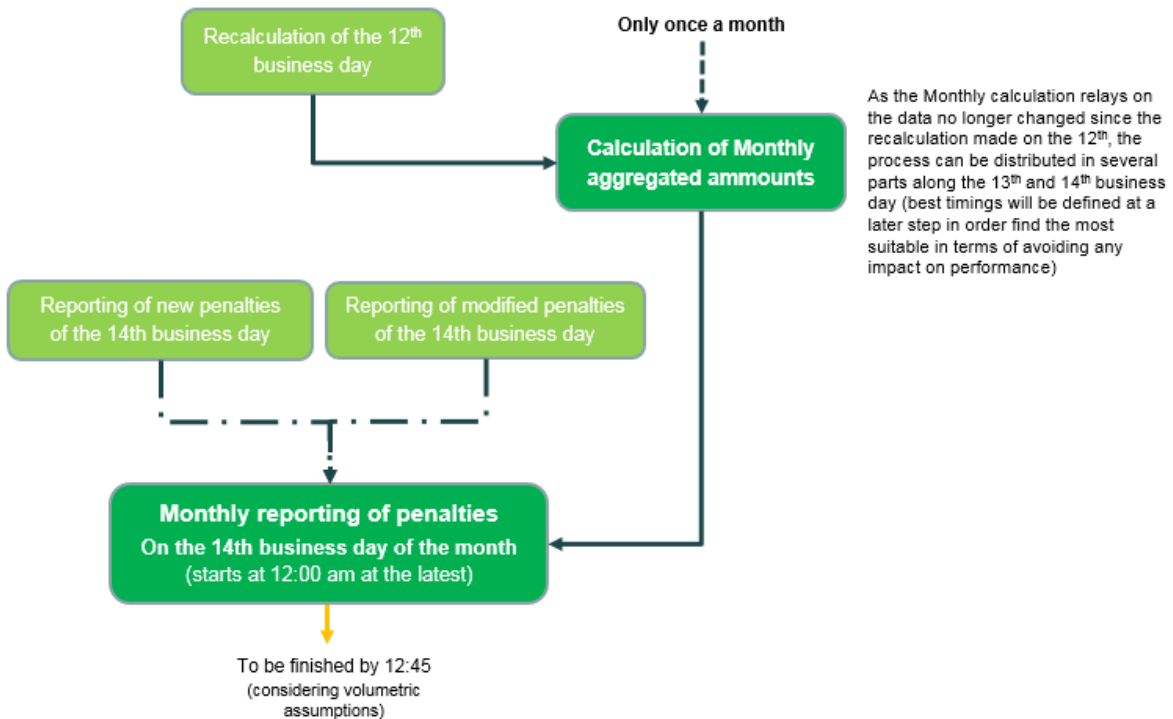 Recalculation of the 12th
business day
Only once a month
Calculation of Monthly
aggregated ammounts
As the Monthly calculation relays on
the data no longer changed since the
recalculation made on the 12th, the
process can be distributed in several
parts along the 13th and 14th business
day (best timings will be defined at a
later step in order find the most
suitable in terms of avoiding any
impact on performance)
Reporting of new penalties
of the 14th business day
Reporting of modified penalties
of the 14th business day
Monthly reporting of penalties
On the 14th business day of the month
(starts at 12:00 am at the latest)
To be finished by 12:45
(considering volumetric
assumptions)